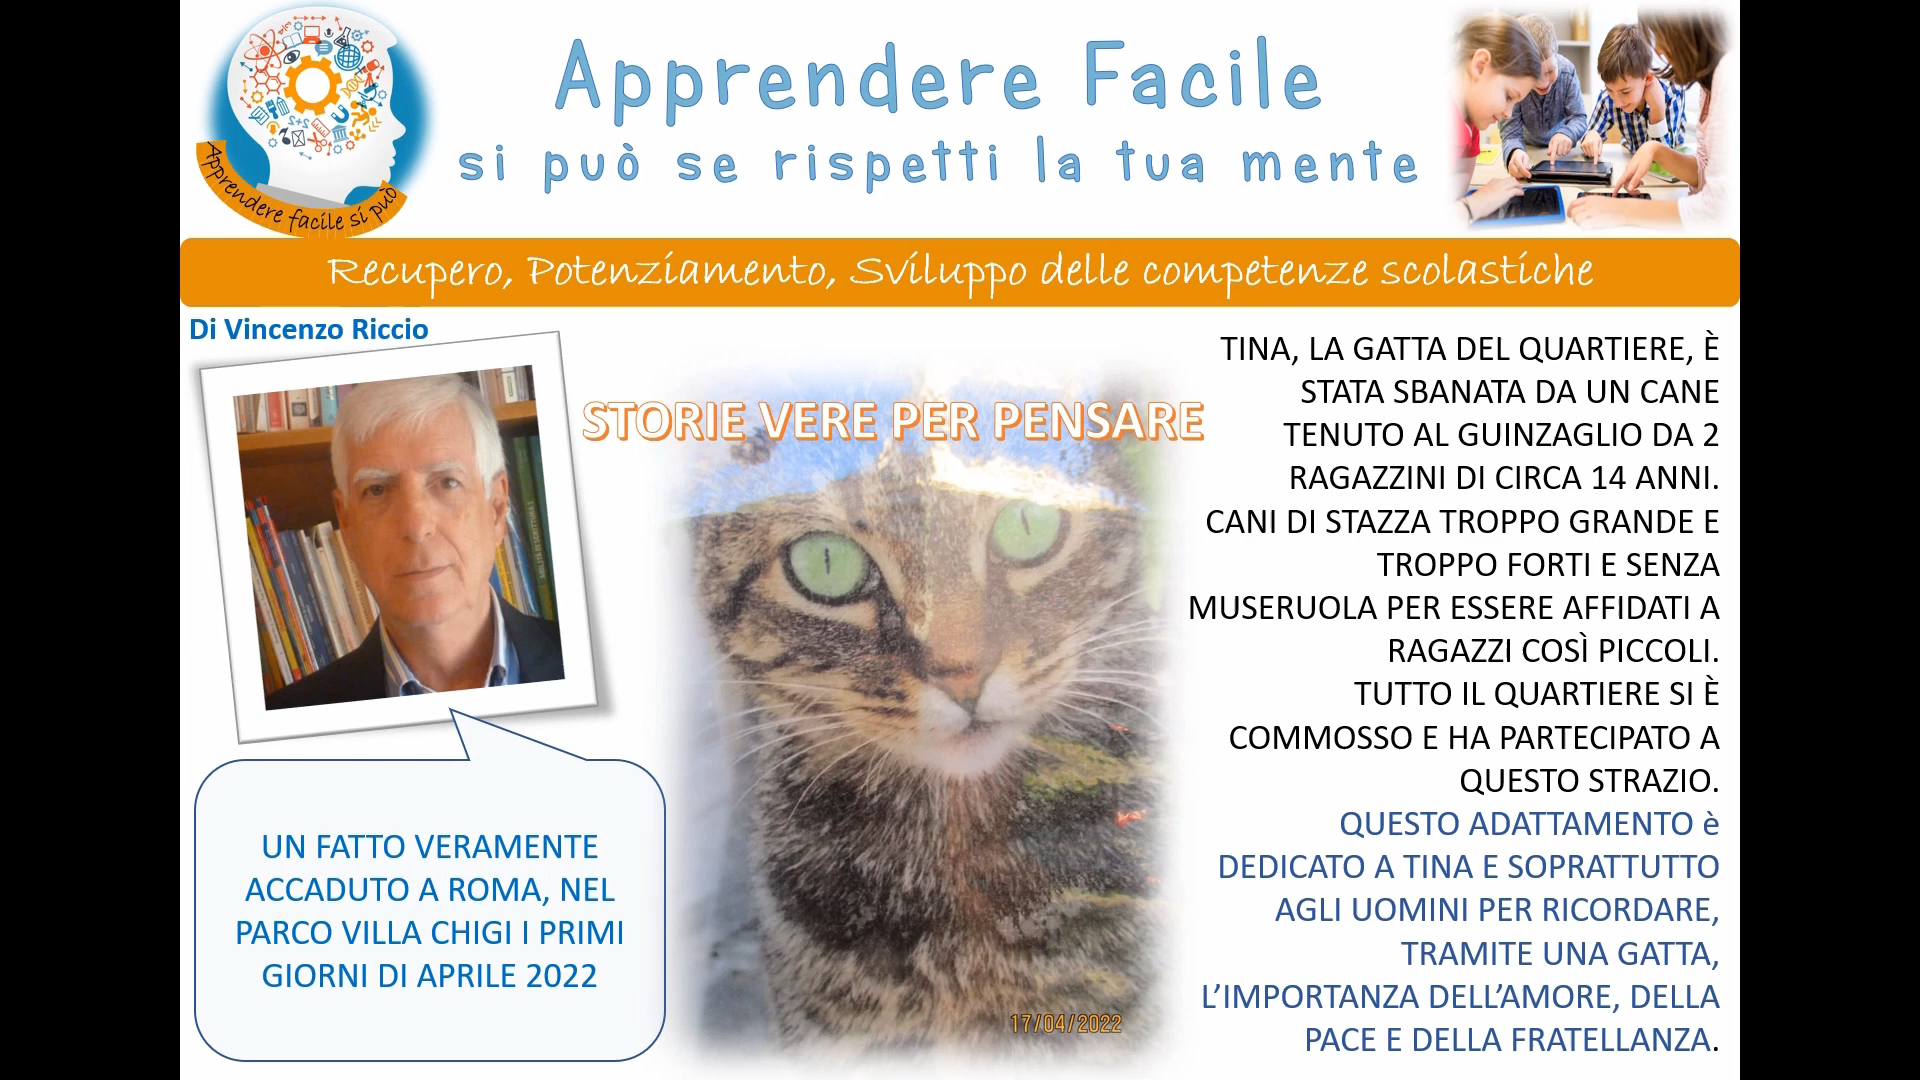 Apprendere Facile
si può se rispetti la tua mente
Apprendere facile si può
2+2
Recupero, Potenziamento, Sviluppo delle competenze scolastiche
Di Vincenzo Riccio
STORIE VERE PER PENSARE
UN FATTO VERAMENTE
ACCADUTO A ROMA, NEL
PARCO VILLA CHIGI I PRIMI
GIORNI DI APRILE 2022
TINA, LA GATTA DEL QUARTIERE, È
STATA SBANATA DA UN CANE
TENUTO AL GUINZAGLIO DA 2
RAGAZZINI DI CIRCA 14 ANNI.
CANI DI STAZZA TROPPO GRANDE E
TROPPO FORTI E SENZA
MUSERUOLA PER ESSERE AFFIDATI A
RAGAZZI COSÌ PICCOLI.
TUTTO IL QUARTIERE SI È
COMMOSSO E HA PARTECIPATO A
QUESTO STRAZIO.
QUESTO ADATTAMENTO è
DEDICATO A TINA E SOPRATTUTTO
AGLI UOMINI PER RICORDARE,
TRAMITE UNA GATTA,
L’IMPORTANZA DELL’AMORE, DELLA
PACE E DELLA FRATELLANZA.
17/04/2022